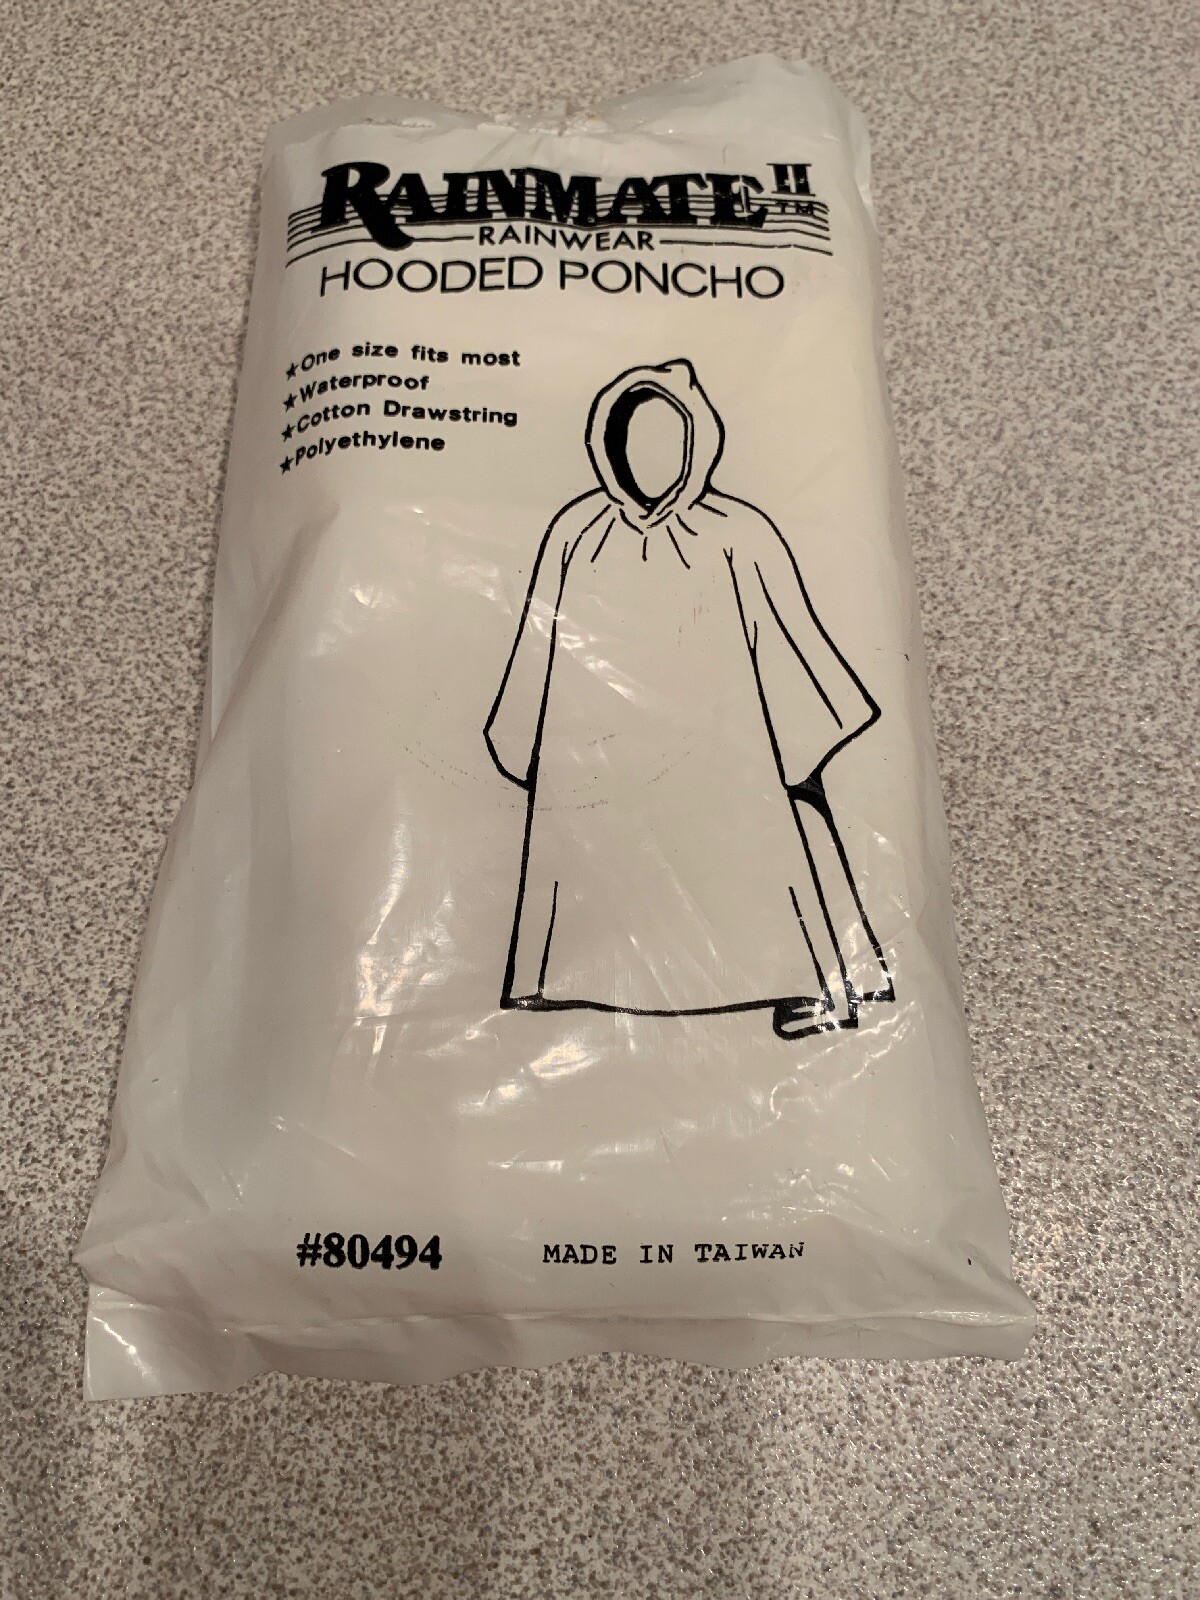 RAINMATE II ™
RAINWEAR
HOODED PONCHO
★One size fits most
★Waterproof
★Cotton Drawstring
★Polyethylene
#80494 MADE IN TAIWAN